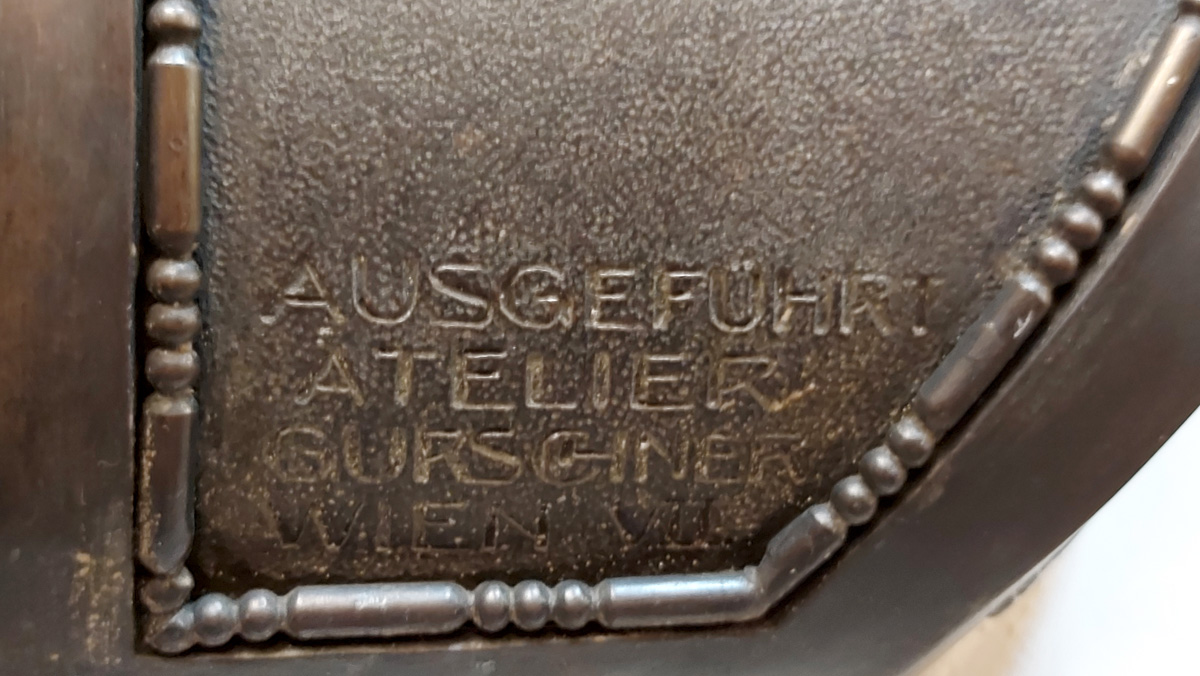 AUSGEFÜHRT
ATELIER
GURSCHNER
WIEN VII